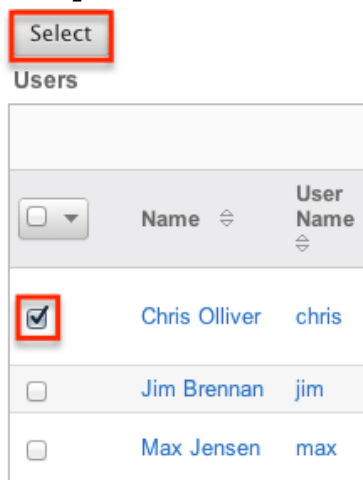 Select
Users
Name
User Name
Chris Olliver chris
Jim Brennan jim
Max Jensen max